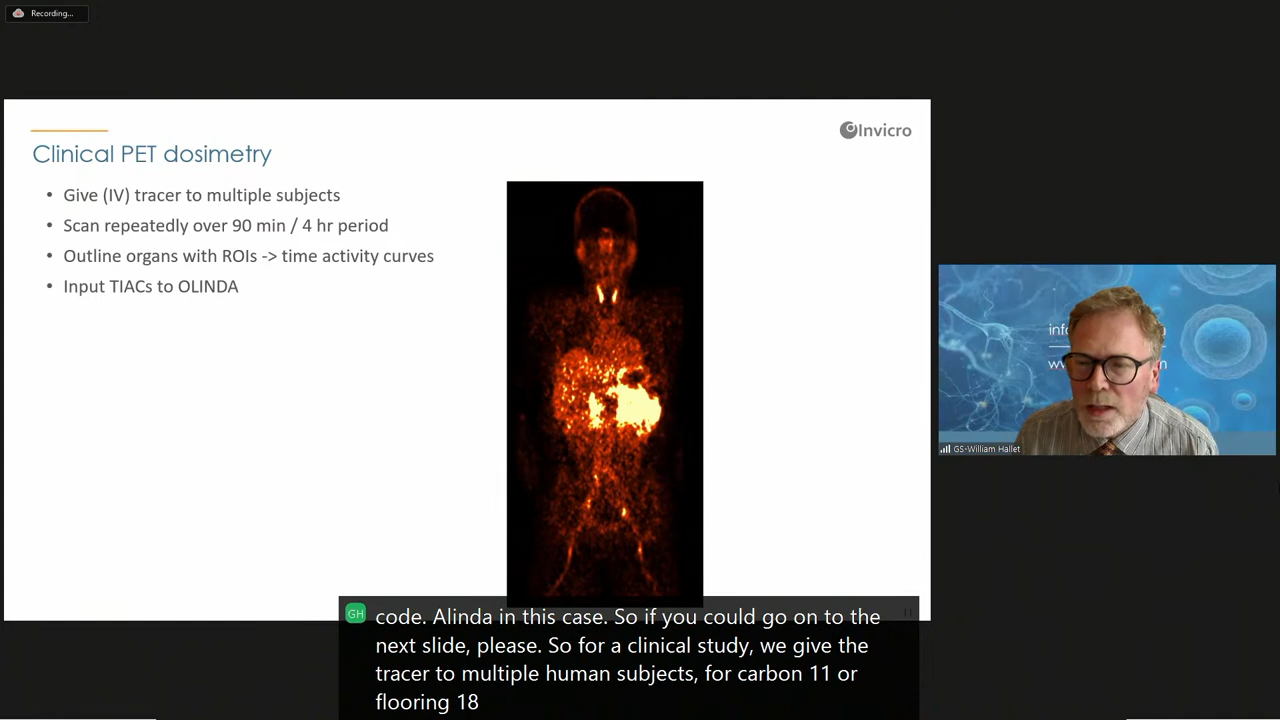 Recording...
Invicro
Clinical PET dosimetry
• Give (IV) tracer to multiple subjects
• Scan repeatedly over 90 min / 4 hr period
• Outline organs with ROIs -> time activity curves
• Input TIACs to OLINDA
GS-William Hallet
GH
code. Alinda in this case. So if you could go on to the
next slide, please. So for a clinical study, we give the
tracer to multiple human subjects, for carbon 11 or
flooring 18